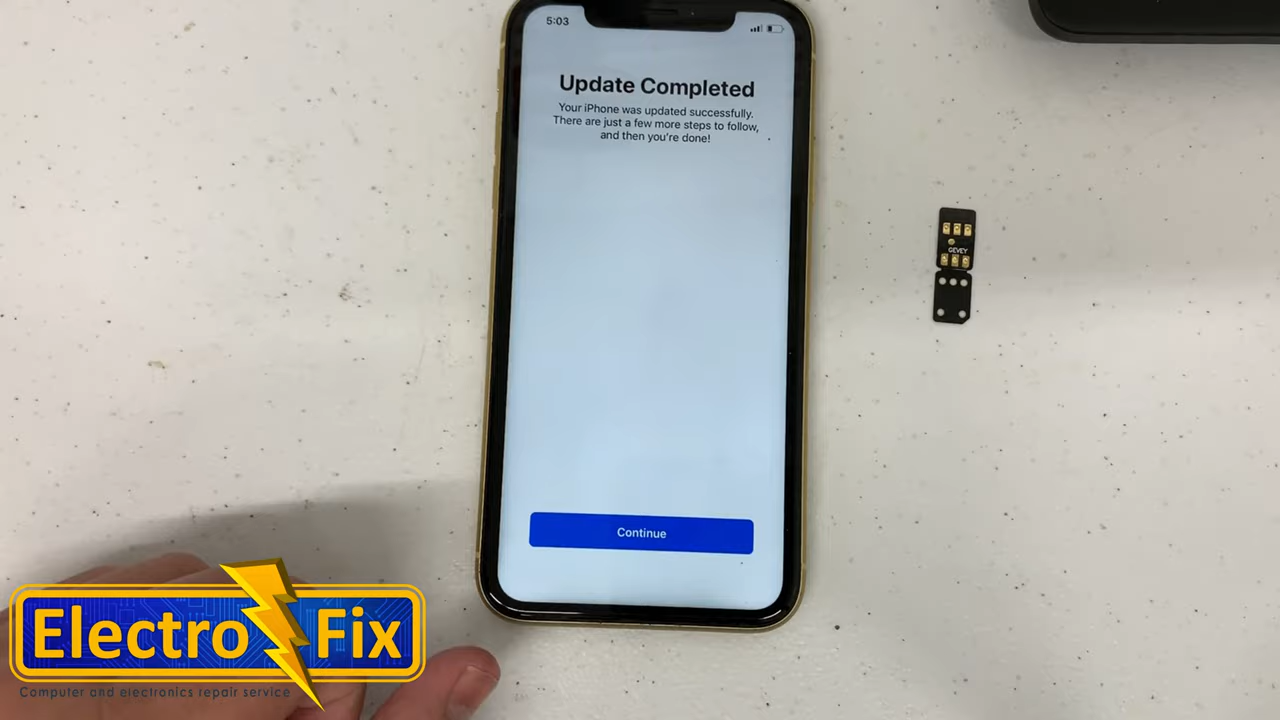 5:03
Update Completed
Your iPhone was updated successfully.
There are just a few more steps to follow,
and then you're done!
GEVEY
Continue
Electro Fix
Computer and electronics repair service